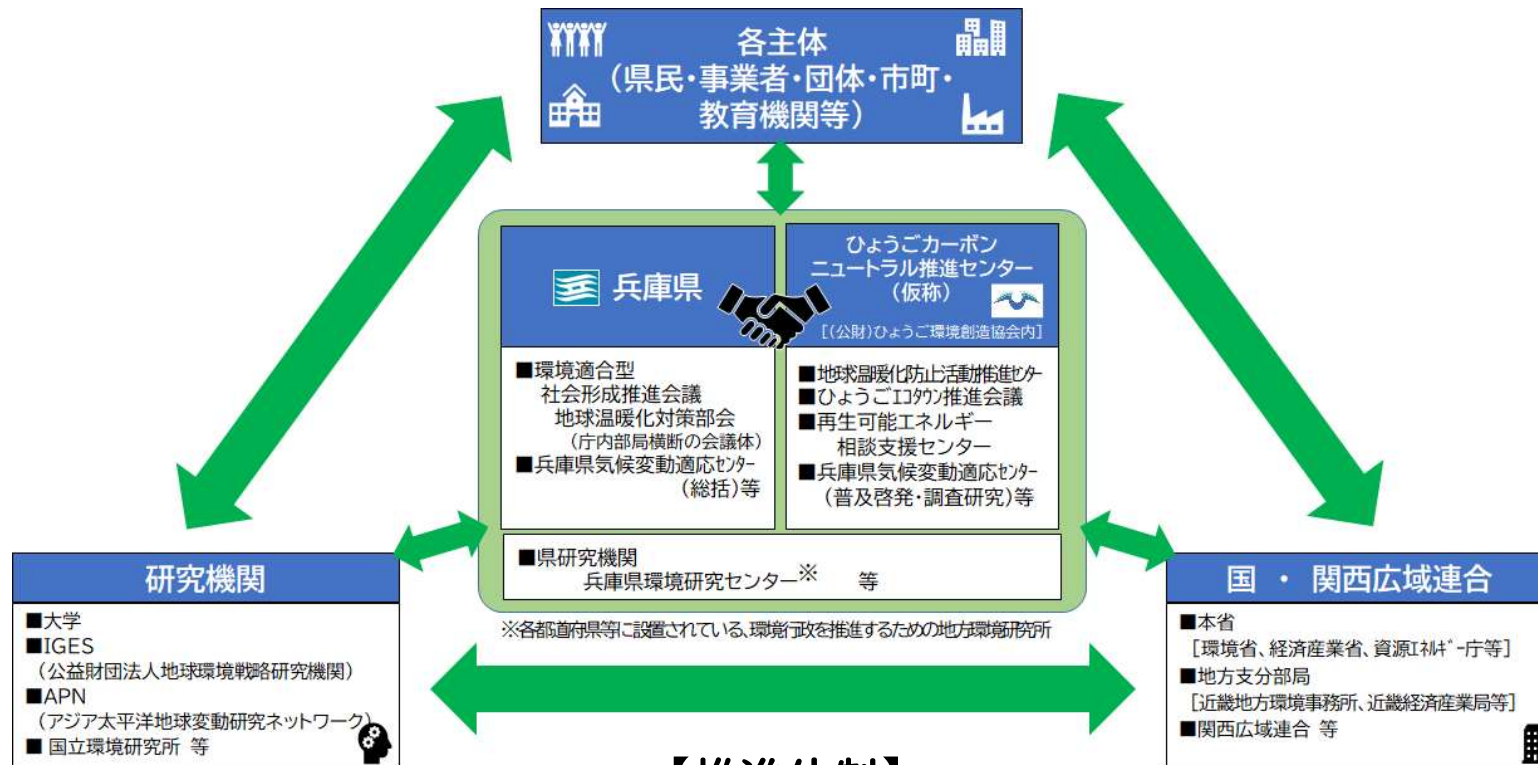 各主体
(県民・事業者・団体・市町・
教育機関等)
兵庫県
ひょうごカーボン
ニュートラル推進センター
(仮称)
[(公財)ひょうご環境創造協会内]
■環境適合型
社会形成推進会議
地球温暖化対策部会
(庁内部局横断の会議体)
■兵庫県気候変動適応ｾﾝﾀｰ
(総括)等
■地球温暖化防止活動推進ｾﾝﾀｰ
■ひょうごｴｺﾀｳﾝ推進会議
■再生可能エネルギー
相談支援センター
■兵庫県気候変動適応ｾﾝﾀｰ
(普及啓発・調査研究)等
■県研究機関
兵庫県環境研究センター※ 等
※各都道府県等に設置されている、環境行政を推進するための地方環境研究所
研究機関
■大学
■IGES
(公益財団法人地球環境戦略研究機関)
■APN
(アジア太平洋地球変動研究ネットワーク)
■ 国立環境研究所 等
国 ・ 関西広域連合
■本省
[環境省、経済産業省、資源ｴﾈﾙｷﾞｰ庁等]
■地方支分部局
[近畿地方環境事務所、近畿経済産業局等]
■関西広域連合 等
【推進体制】